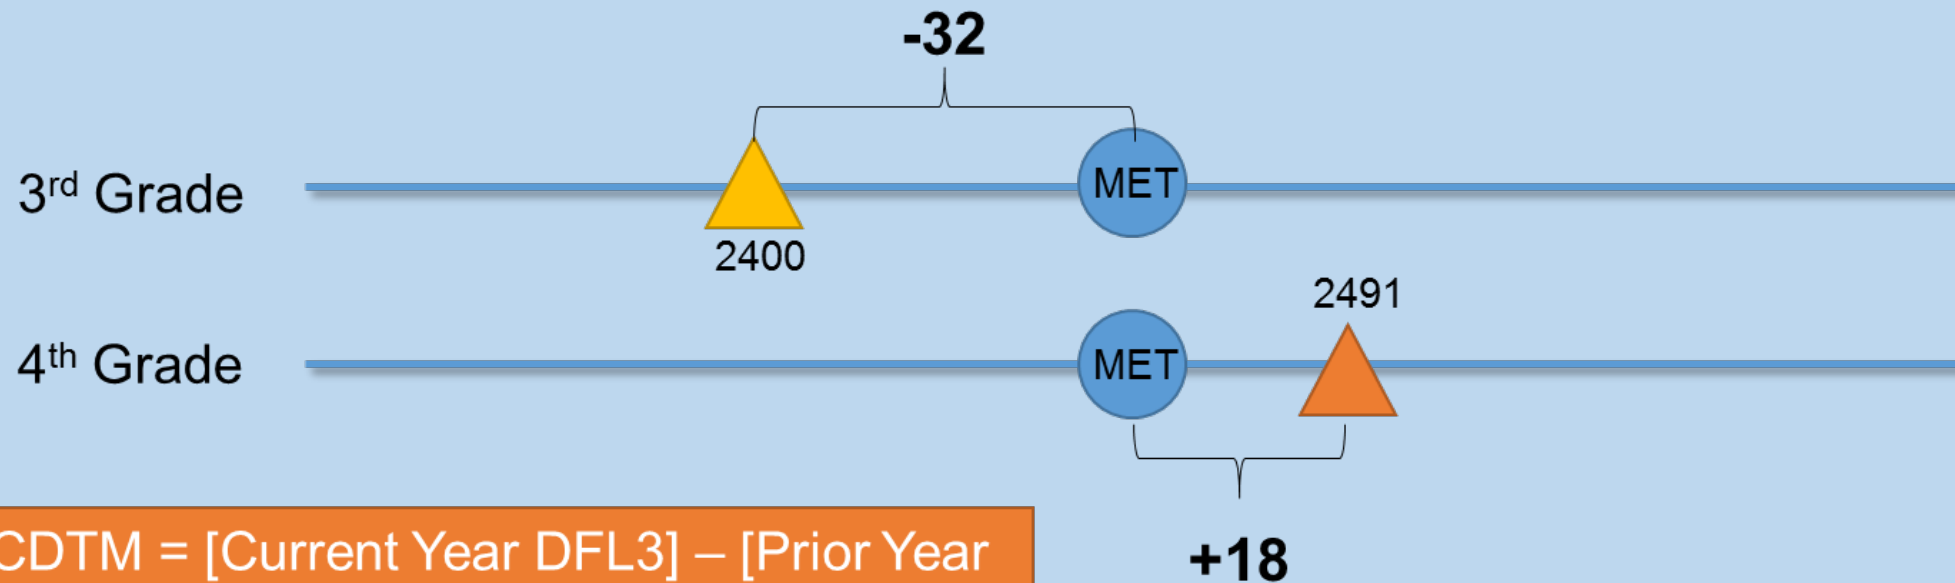 -32
3rd Grade
MET
2400
2491
4th Grade
MET
CDTM = [Current Year DFL3] – [Prior Year
+18